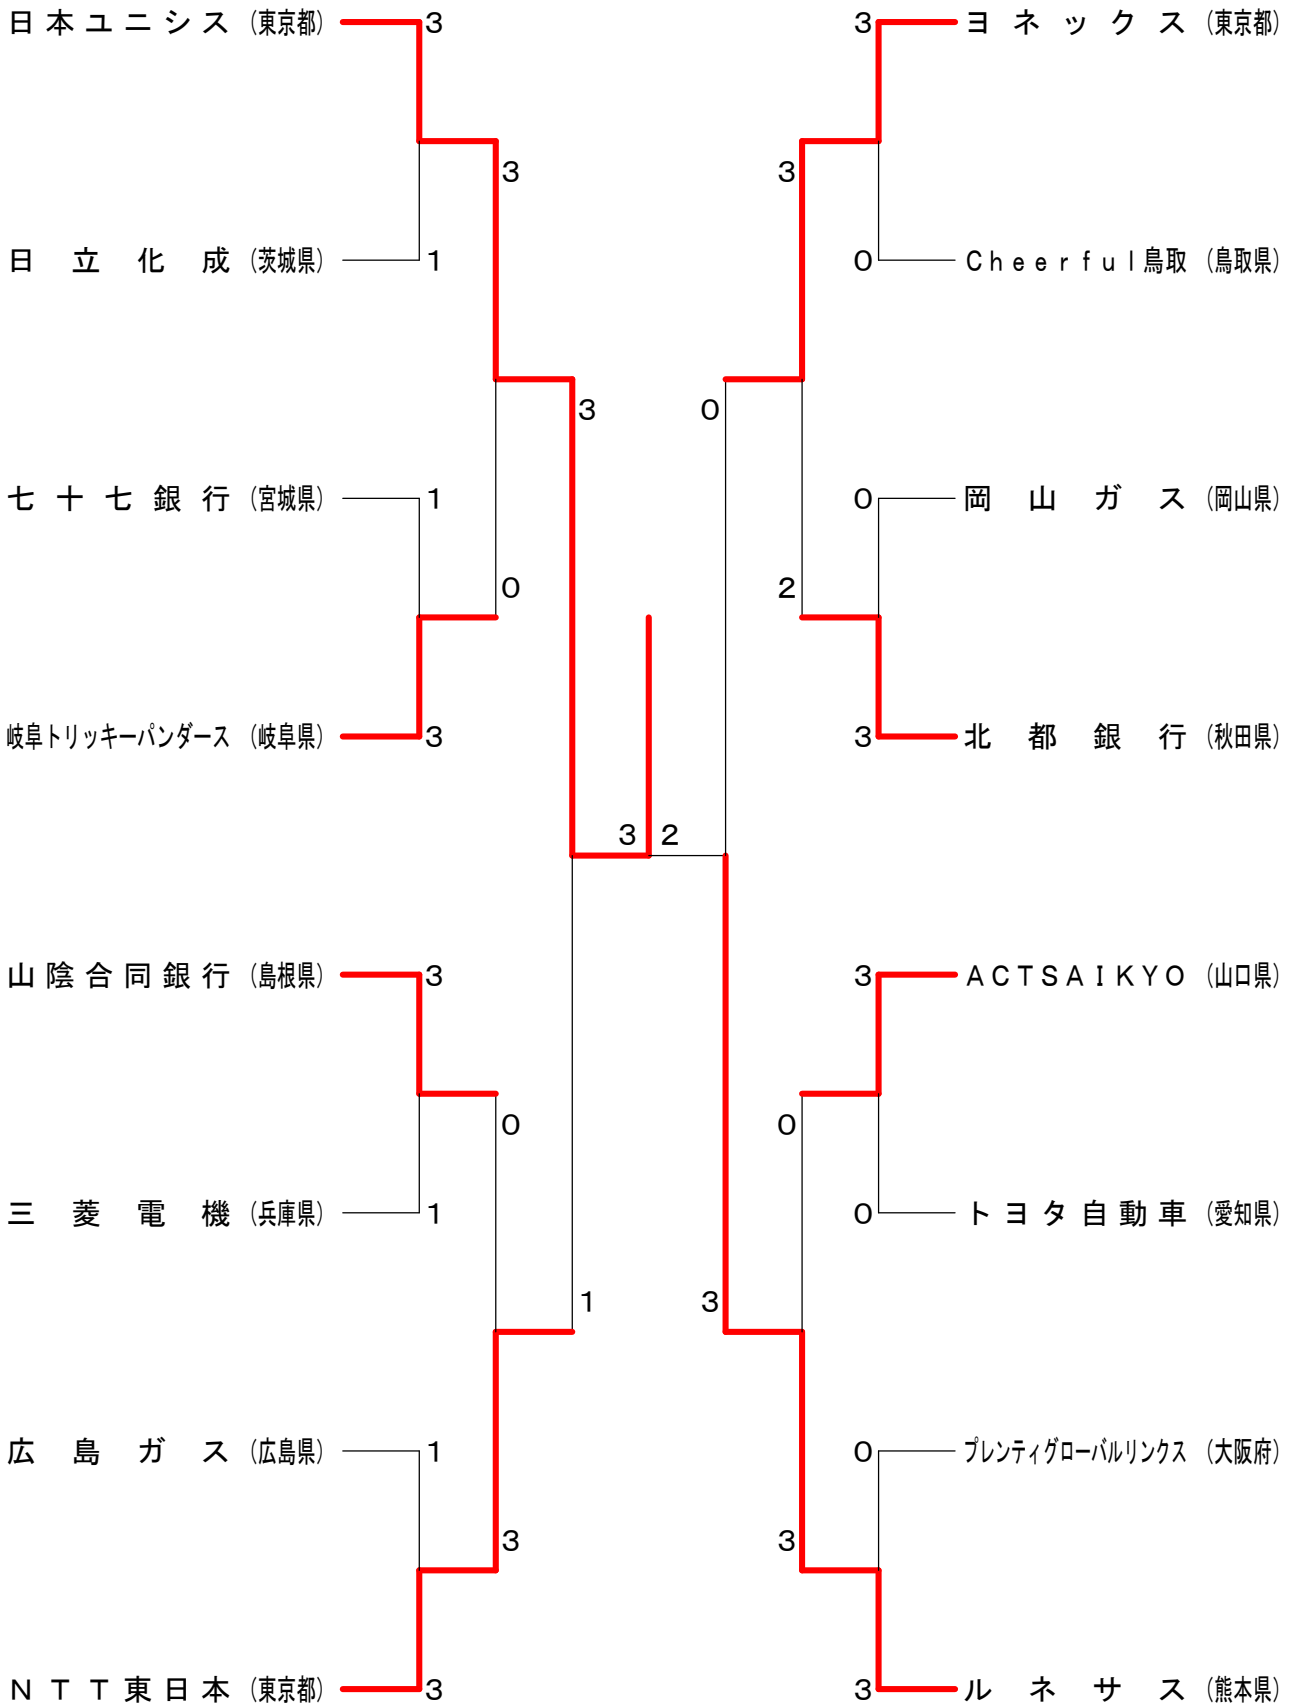 日本ユニシス (東京都) 3 3 ヨネックス (東京都)
3 3
日立化成 (茨城県) 1 0 Ｃｈｅｅｒｆｕｌ鳥取 (鳥取県)
3 0
七十七銀行 (宮城県) 1 0 岡山ガス (岡山県)
0 2
岐阜トリッキーパンダース (岐阜県) 3 3 北都銀行 (秋田県)
3 2
山陰合同銀行 (島根県) 3 3 ＡＣＴＳＡＩＫＹＯ (山口県)
0 0
三菱電機 (兵庫県) 1 0 トヨタ自動車 (愛知県)
1 3
広島ガス (広島県) 1 0 プレンティグローバルリンクス (大阪府)
3 3
ＮＴＴ東日本 (東京都) 3 3 ルネサス (熊本県)